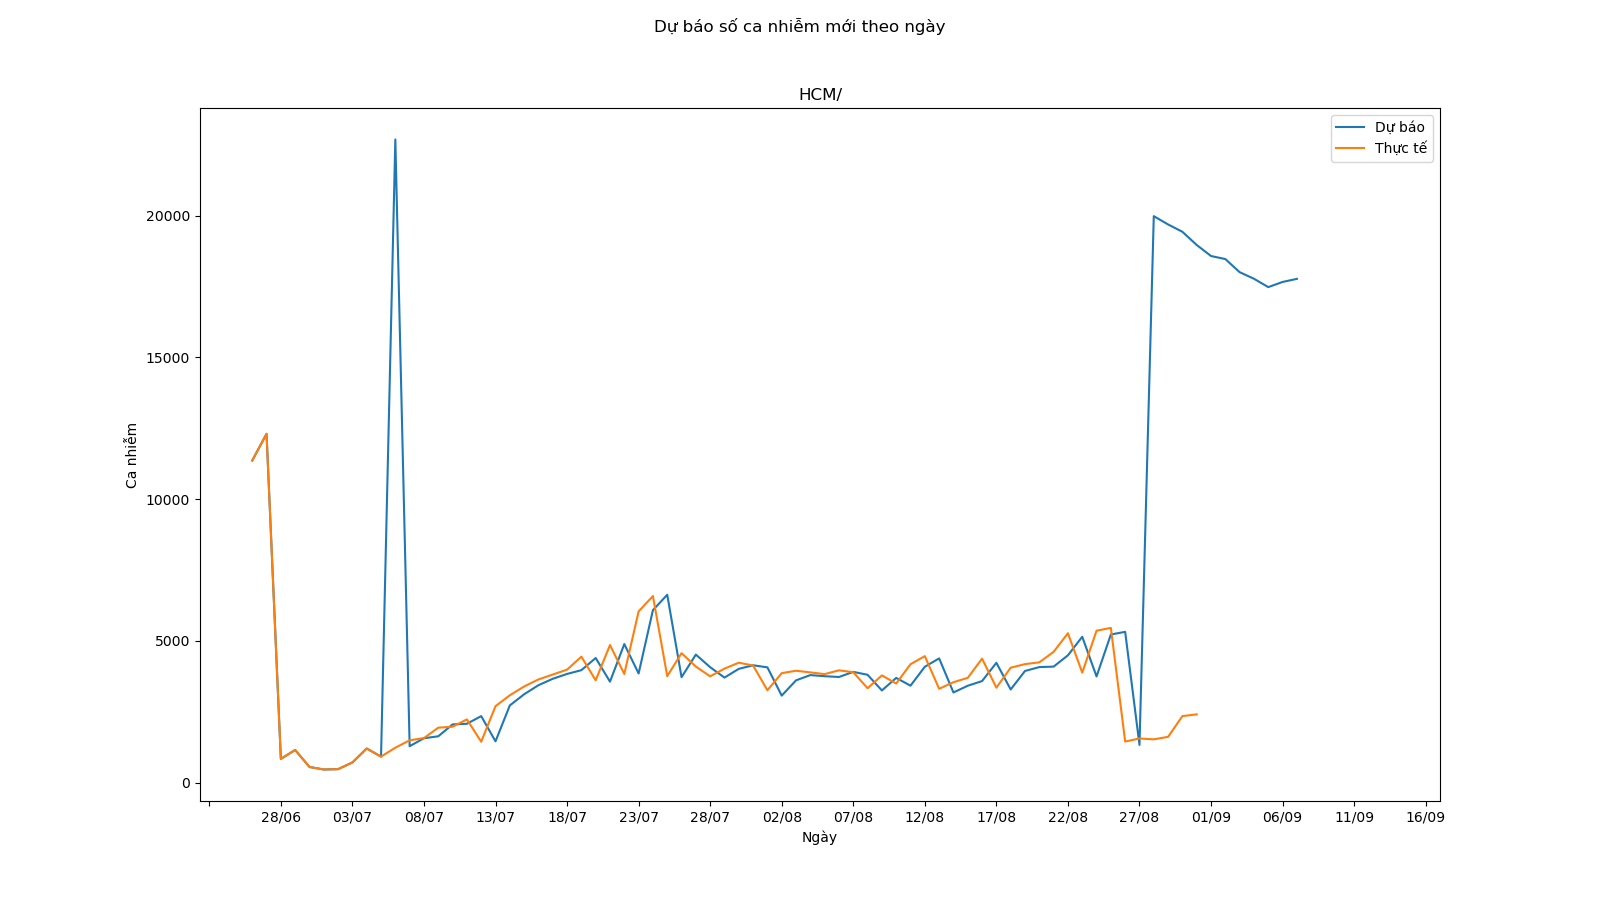 Dự báo số ca nhiễm mới theo ngày
HCM/
Dự báo
Thực tế
20000
15000
10000
5000
0
Ca nhiễm
28/06 03/07 08/07 13/07 18/07 23/07 28/07 02/08 07/08 12/08 17/08 22/08 27/08 01/09 06/09 11/09 16/09
Ngày